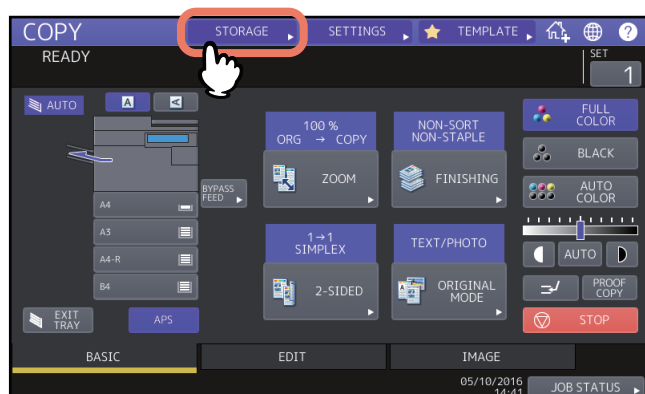 COPY
STORAGE
SETTINGS
TEMPLATE
?
READY
SET
1
AUTO
A
A
FULL
COLOR
100 %
ORG → COPY
NON-SORT
NON-STAPLE
BLACK
ZOOM
FINISHING
BYPASS
FEED
AUTO
COLOR
A4
A3
1→1
SIMPLEX
TEXT/PHOTO
A4-R
AUTO
B4
2-SIDED
ORIGINAL
MODE
PROOF
COPY
EXIT
TRAY
APS
STOP
BASIC
EDIT
IMAGE
05/10/2016
14:41
JOB STATUS